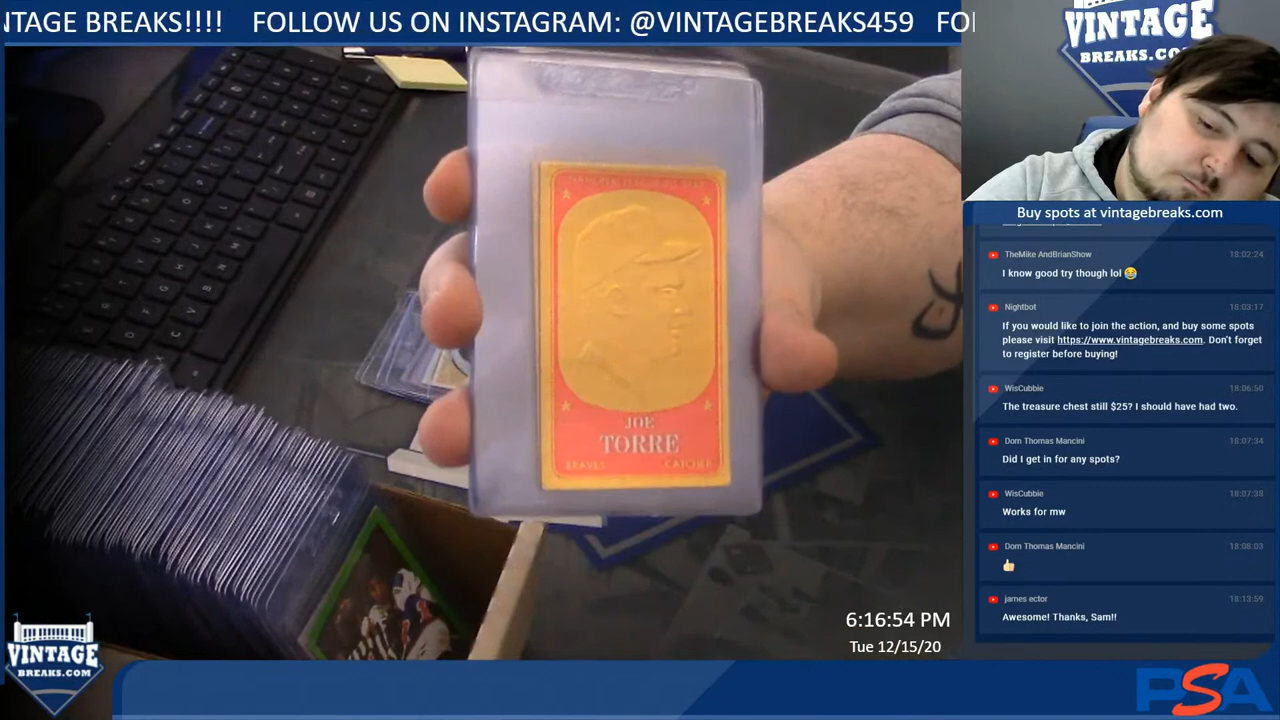 NTAGE BREAKS!!!! FOLLOW US ON INSTAGRAM: @VINTAGEBREAKS459 FO
VINTAGE
BREAKS.CO
Buy spots at vintagebreaks.com
TheMike AndBrianShow 18:02:24
I know good try though lol 😂
Nightbot 18:03:17
If you would like to join the action, and buy some spots
please visit https://www.vintagebreaks.com. Don't forget
to register before buying!
WisCubbie 18:06:50
The treasure chest still $25? I should have had two.
Dom Thomas Mancini 18:07:34
Did I get in for any spots?
WisCubbie 18:07:38
Works for mw
Dom Thomas Mancini 18:08:03
👍🏻
james ector 18:13:59
Awesome! Thanks, Sam!!
JOE
TORRE
BRAVES CATCHER
6:16:54 PM
Tue 12/15/20
VINTAGE
BREAKS.COM
PSA